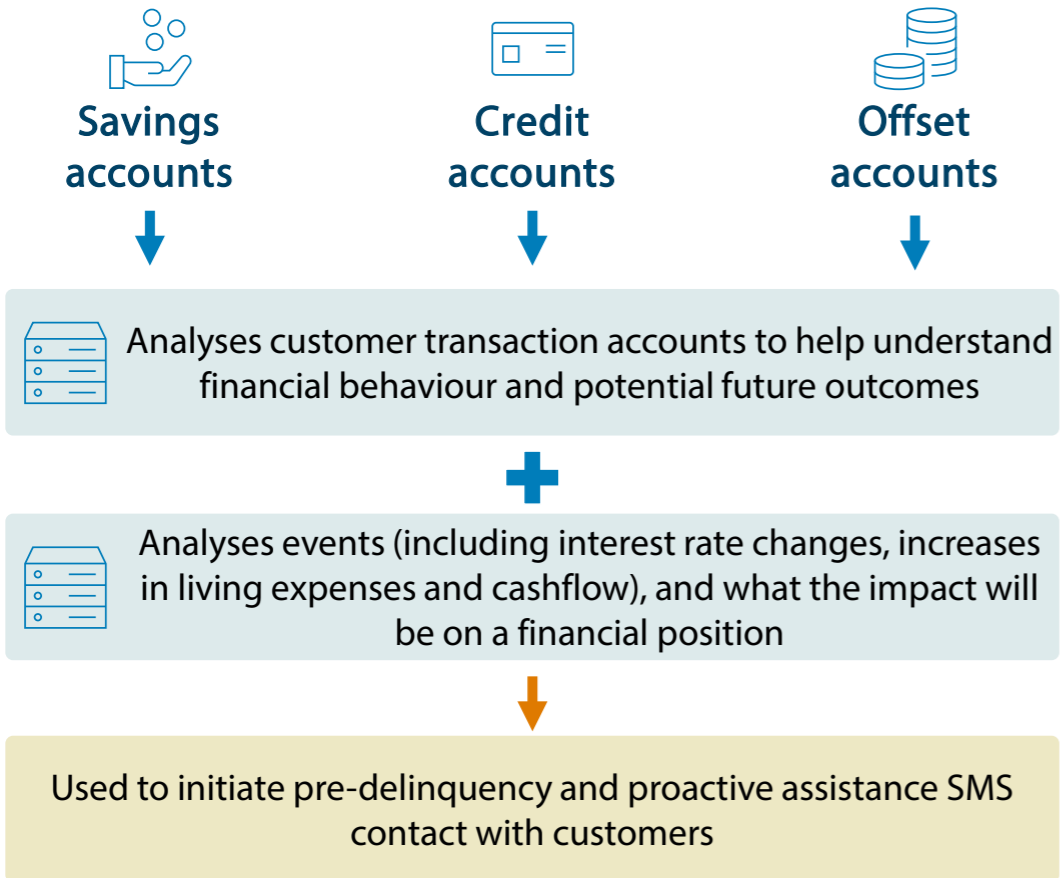 Savings
accounts
Credit
accounts
Offset
accounts
Analyses customer transaction accounts to help understand
financial behaviour and potential future outcomes
Analyses events (including interest rate changes, increases
in living expenses and cashflow), and what the impact will
be on a financial position
Used to initiate pre-delinquency and proactive assistance SMS
contact with customers